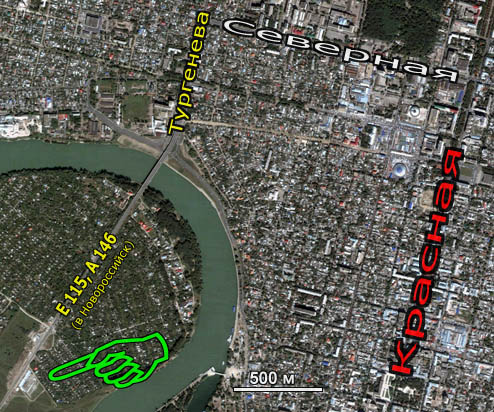 Северная
Тургенева
Красная
E 115, A 146
(в Новороссийск)
500 м